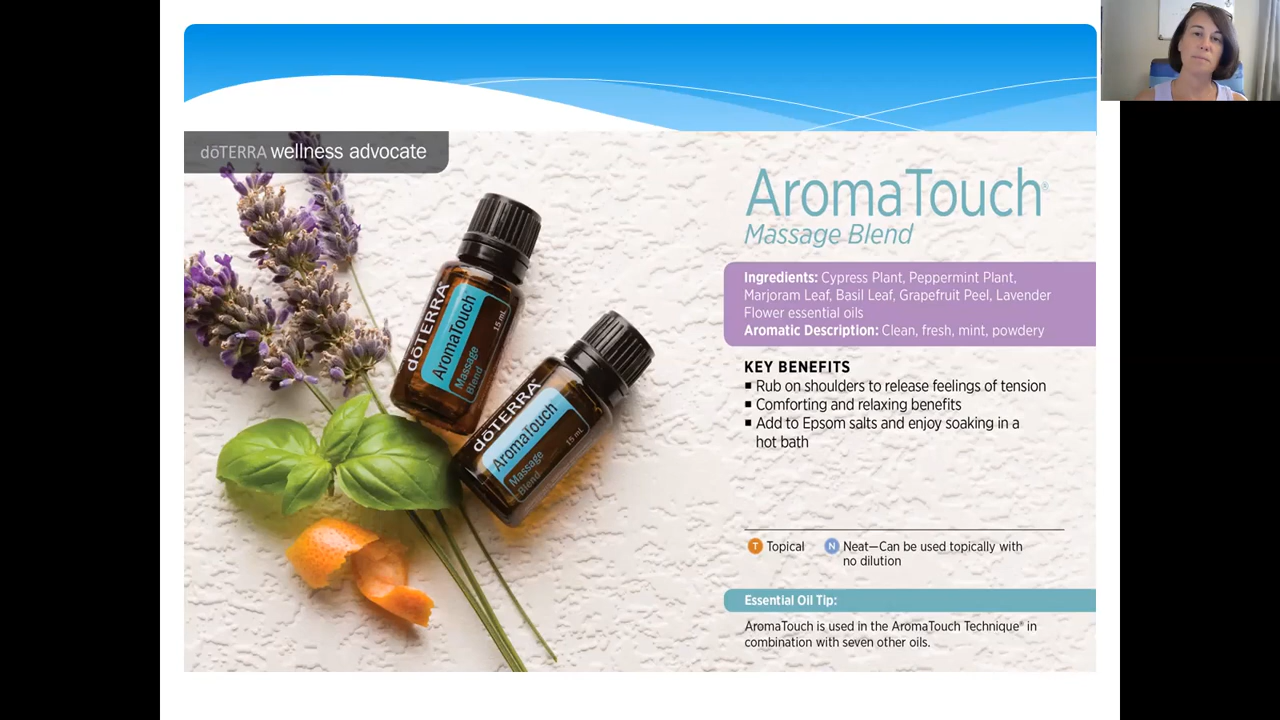 dōTERRA wellness advocate
AromaTouch®
Massage Blend
Ingredients: Cypress Plant, Peppermint Plant,
Marjoram Leaf, Basil Leaf, Grapefruit Peel, Lavender
Flower essential oils
Aromatic Description: Clean, fresh, mint, powdery
KEY BENEFITS
▪ Rub on shoulders to release feelings of tension
▪ Comforting and relaxing benefits
▪ Add to Epsom salts and enjoy soaking in a
hot bath
T Topical N Neat—Can be used topically with
no dilution
Essential Oil Tip:
AromaTouch is used in the AromaTouch Technique® in
combination with seven other oils.
dōTERRA
AromaTouch
Massage
Blend
15 mL
dōTERRA
AromaTouch
Massage
Blend
15 mL